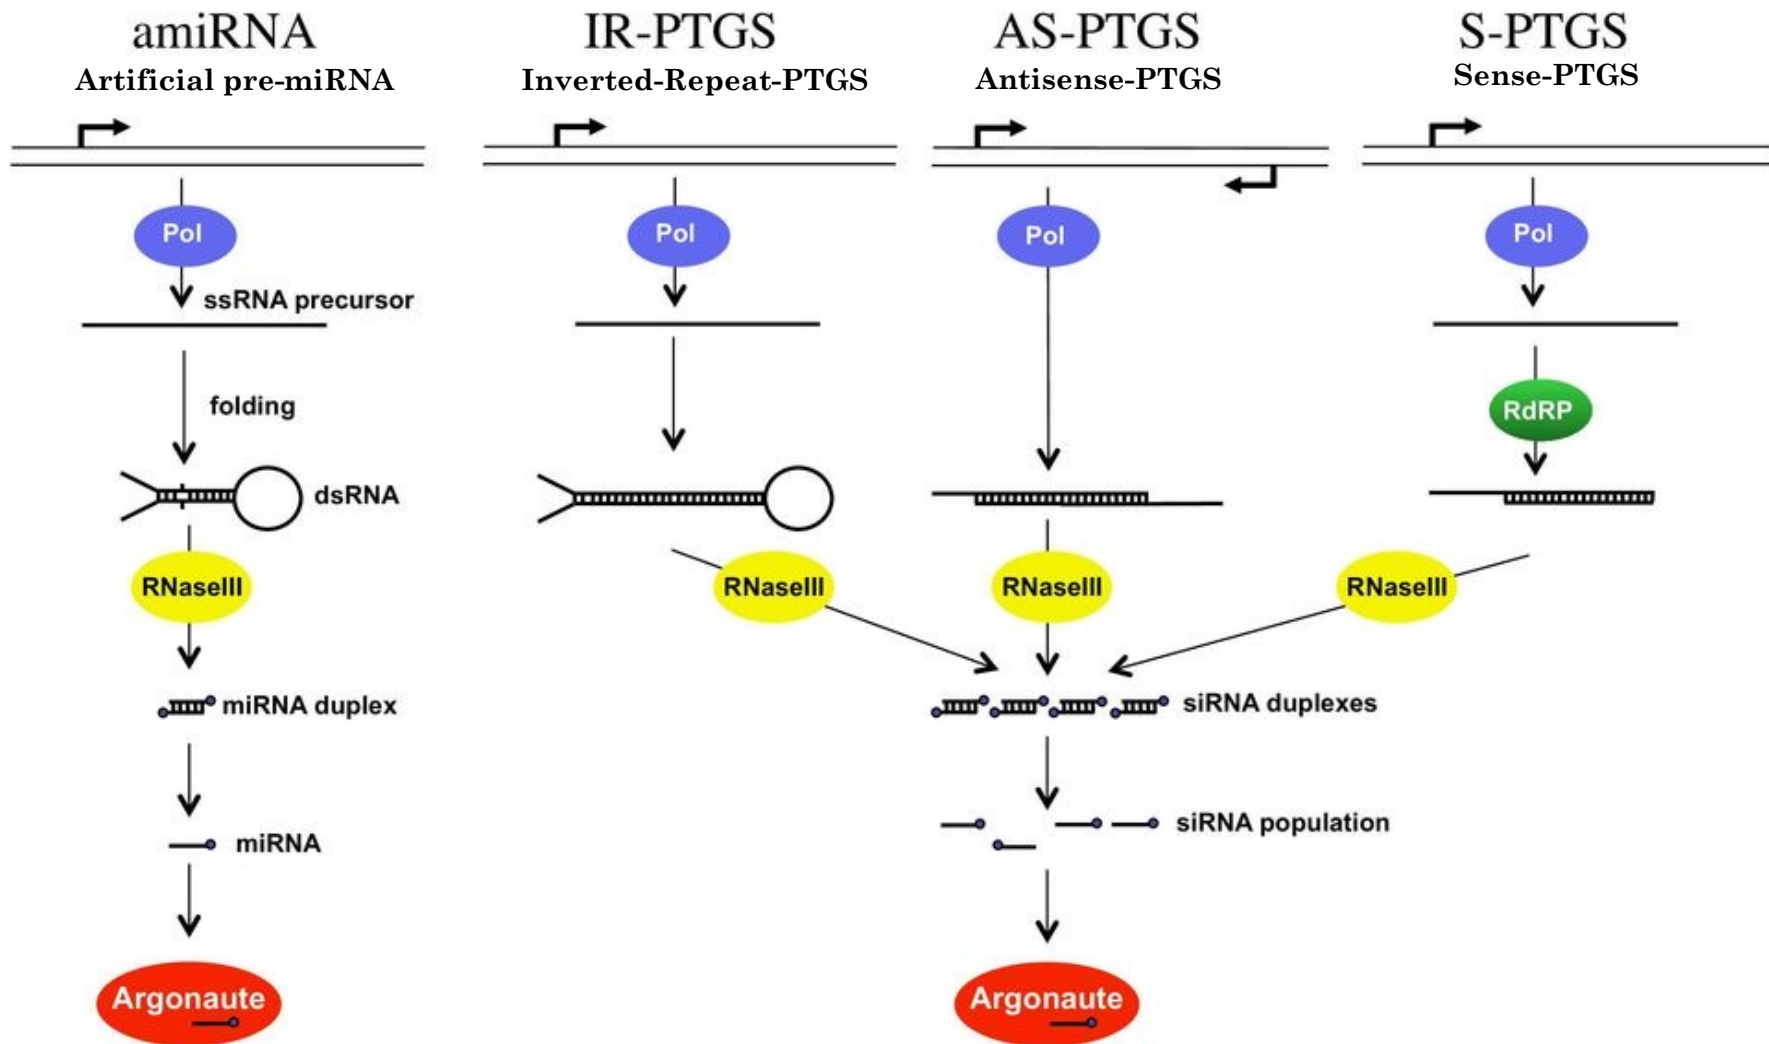 amiRNA
Artificial pre-miRNA
IR-PTGS
Inverted-Repeat-PTGS
AS-PTGS
Antisense-PTGS
S-PTGS
Sense-PTGS
Pol
Pol
Pol
Pol
ssRNA precursor
folding
RdRP
dsRNA
RNaseIII
RNaseIII
RNaseIII
RNaseIII
miRNA duplex
siRNA duplexes
miRNA
siRNA population
Argonaute
Argonaute